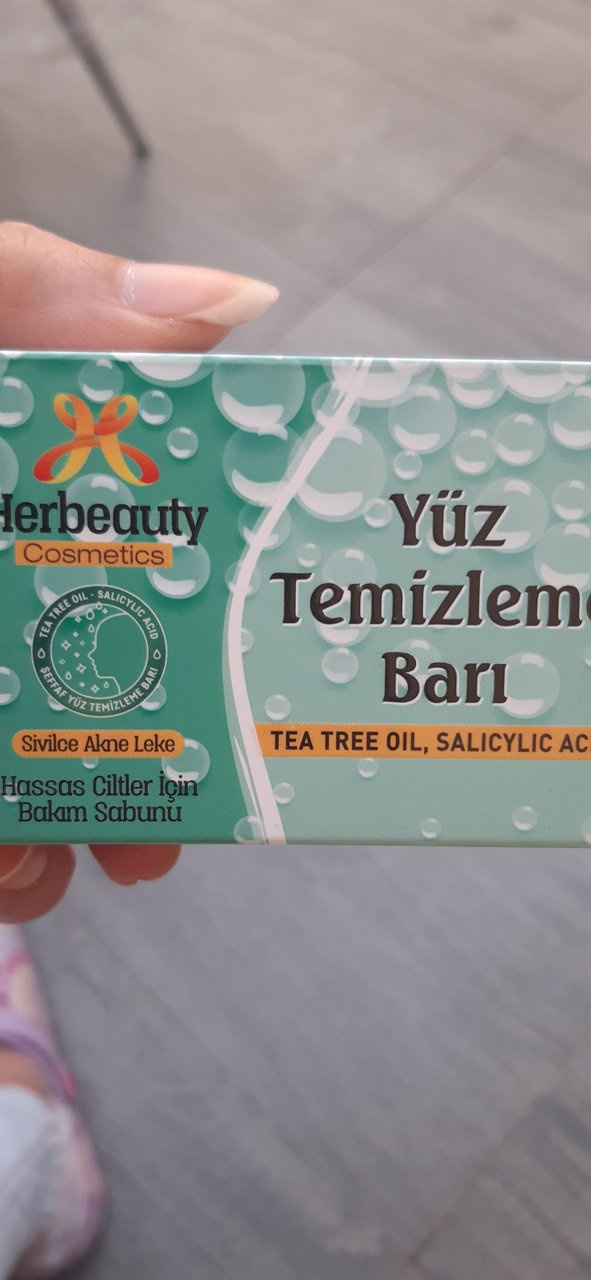 Herbeauty
Cosmetics
TEA TREE OIL - SALICYLIC ACID
ŞEFFAF YÜZ TEMİZLEME BARI
Sivilce Akne Leke
Hassas Ciltler İçin
Bakım Sabunu
Yüz
Temizleme
Barı
TEA TREE OIL, SALICYLIC ACI